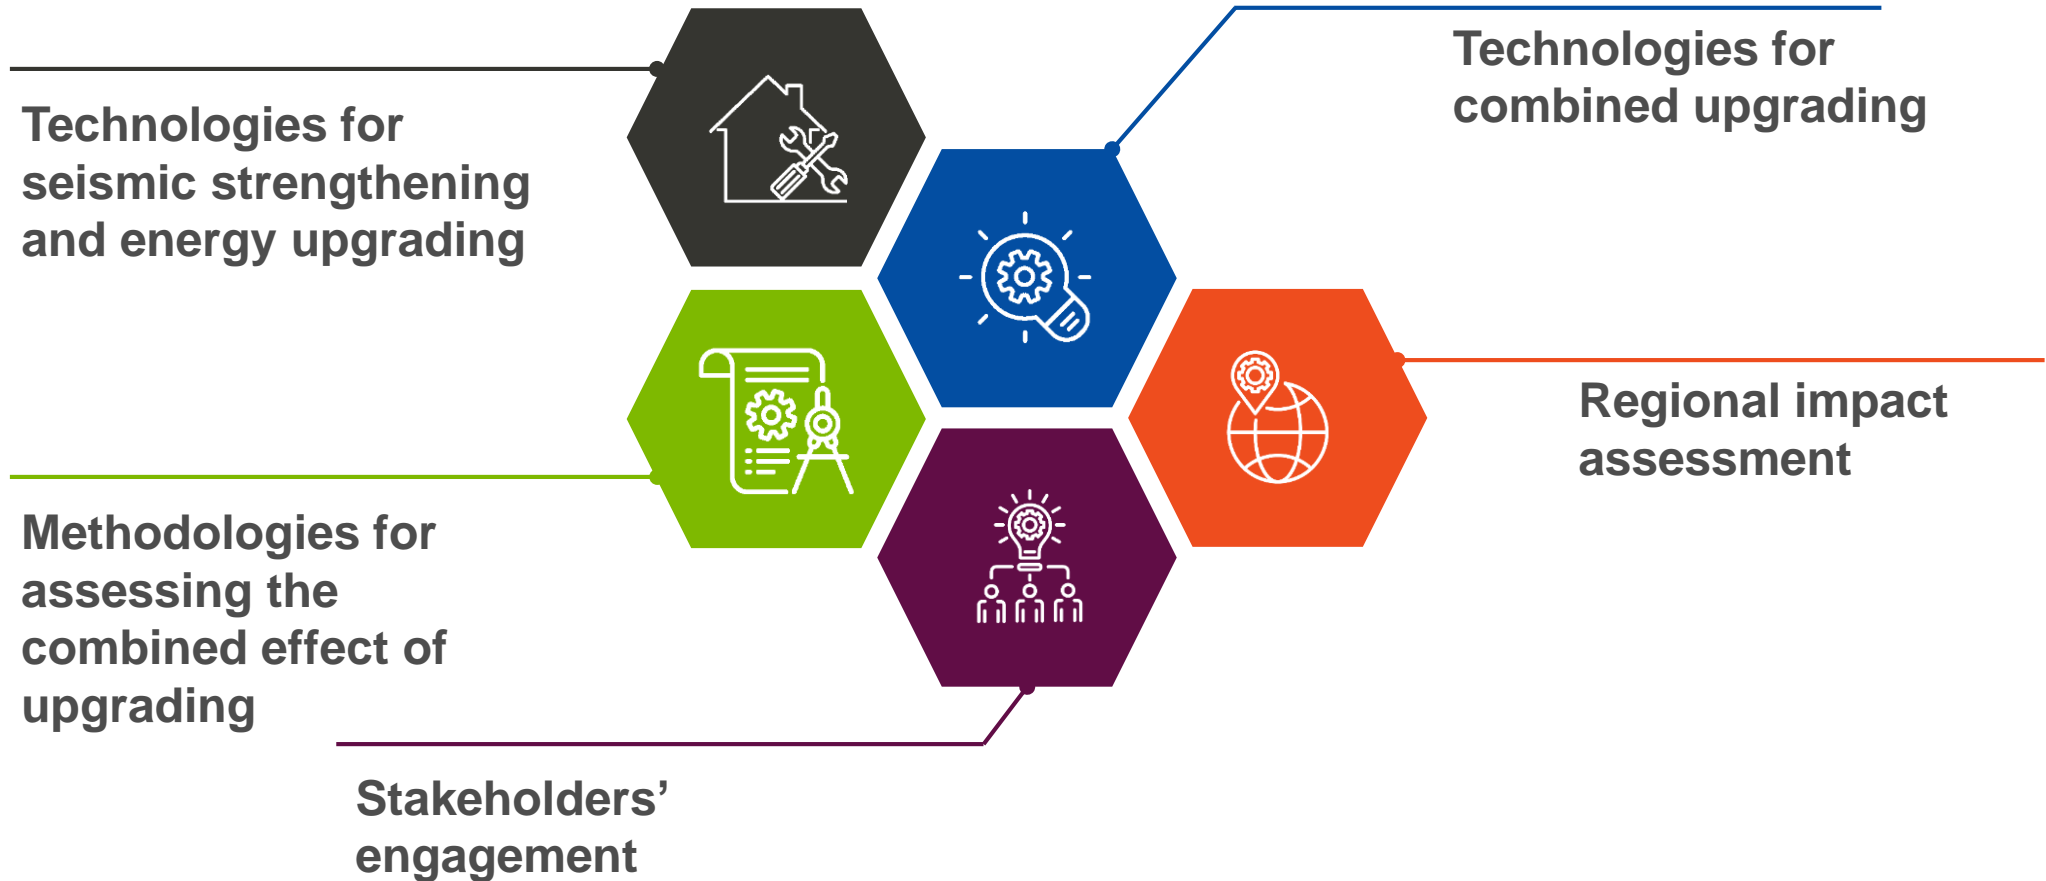 Technologies for
seismic strengthening
and energy upgrading
Technologies for
combined upgrading
Methodologies for
assessing the
combined effect of
upgrading
Regional impact
assessment
Stakeholders’
engagement